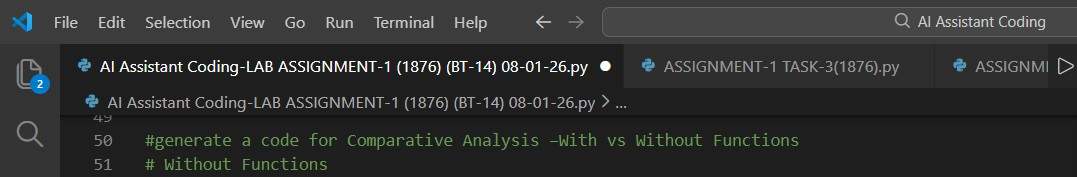 File Edit Selection View Go Run Terminal Help AI Assistant Coding
AI Assistant Coding-LAB ASSIGNMENT-1 (1876) (BT-14) 08-01-26.py ASSIGNMENT-1 TASK-3(1876).py ASSIGNM
2
AI Assistant Coding-LAB ASSIGNMENT-1 (1876) (BT-14) 08-01-26.py > ...
49
50 #generate a code for Comparative Analysis –With vs Without Functions
51 # Without Functions